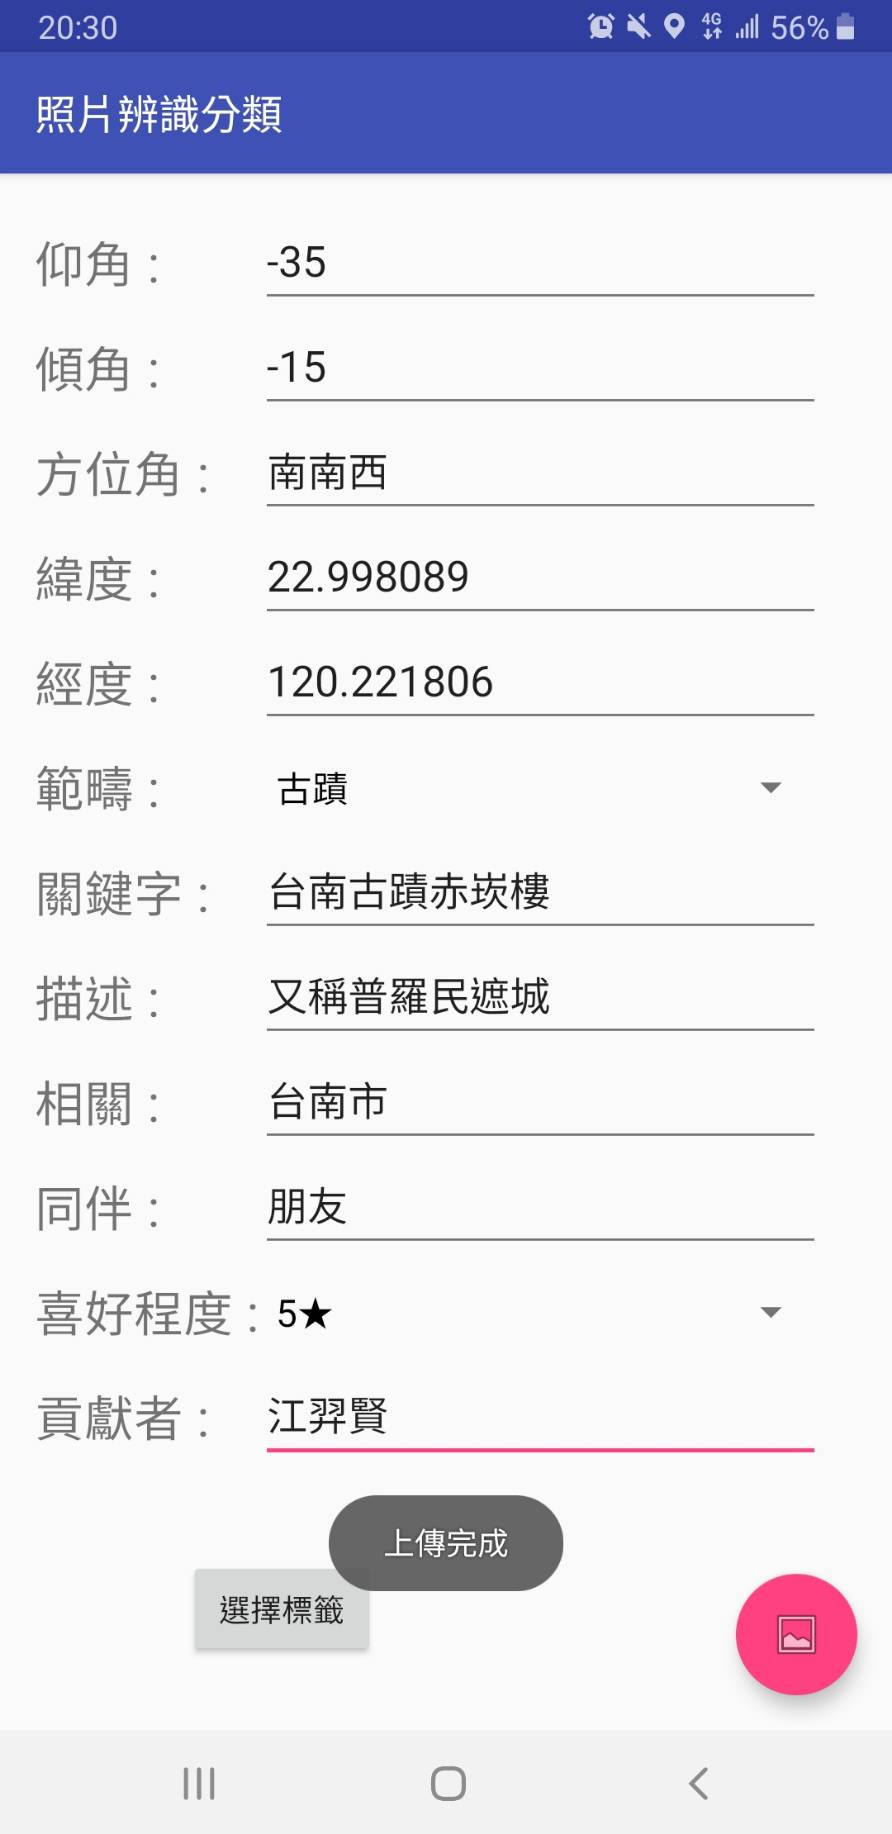 20:30 4G 56%
照片辨識分類
仰角 : -35
傾角 : -15
方位角 : 南南西
緯度 : 22.998089
經度 : 120.221806
範疇 : 古蹟
關鍵字 : 台南古蹟赤崁樓
描述 : 又稱普羅民遮城
相關 : 台南市
同伴 : 朋友
喜好程度 : 5★
貢獻者 : 江羿賢
上傳完成
選擇標籤